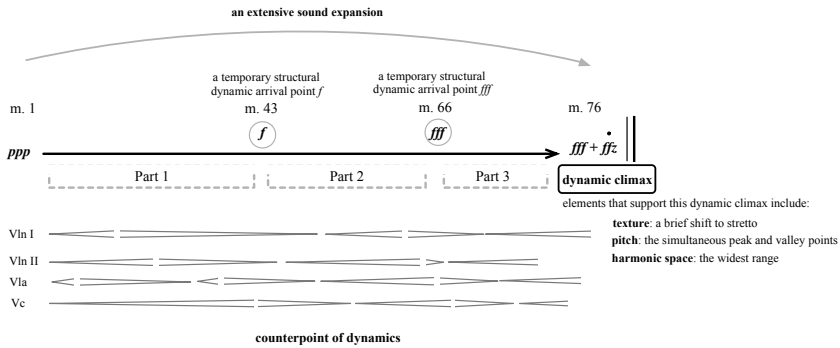 an extensive sound expansion
a temporary structural
dynamic arrival point f
a temporary structural
dynamic arrival point fff
m. 1
m. 43
m. 66
m. 76
f
fff
ppp
fff + ffz
Part 1
Part 2
Part 3
dynamic climax
elements that support this dynamic climax include:
texture: a brief shift to stretto
pitch: the simultaneous peak and valley points
harmonic space: the widest range
Vln I
Vln II
Vla
Vc
counterpoint of dynamics